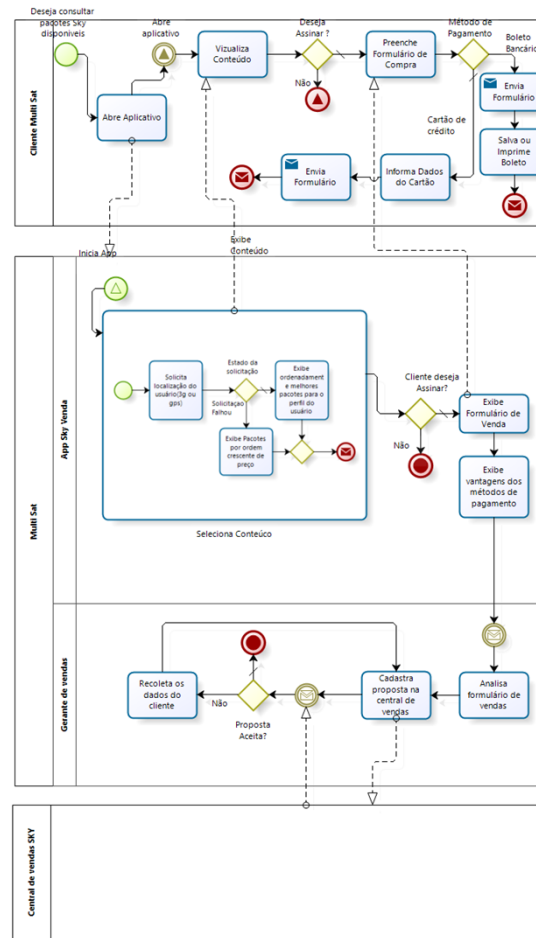 Deseja consultar
pacotes Sky
disponiveis
Abre
aplicativo
Vizualiza
Conteúdo
Deseja
Assinar ?
Preenche
Formulário de
Compra
Método de
Pagamento
Boleto
Bancário
Abre Aplicativo
Não
Cartão de
crédito
Envia
Formulário
Salva ou
Imprime
Boleto
Envia
Formulário
Informa Dados
do Cartão
Cliente Multi Sat
Inicia App
Exibe
Conteúdo
Solicita
localização do
usuário(3g ou
gps)
Estado da
solicitação
Solicitação
Falhou
Exibe
ordenadament
e melhores
pacotes para o
perfil do
usuário
Exibe Pacotes
por ordem
crescente de
preço
Seleciona Conteúco
Cliente deseja
Assinar?
Não
Exibe
Formulário de
Venda
Exibe
vantagens dos
métodos de
pagamento
App Sky Venda
Multi Sat
Gerante de vendas
Recoleta os
dados do
cliente
Não
Proposta
Aceita?
Cadastra
proposta na
central de
vendas
Analisa
formulário de
vendas
Central de vendas SKY